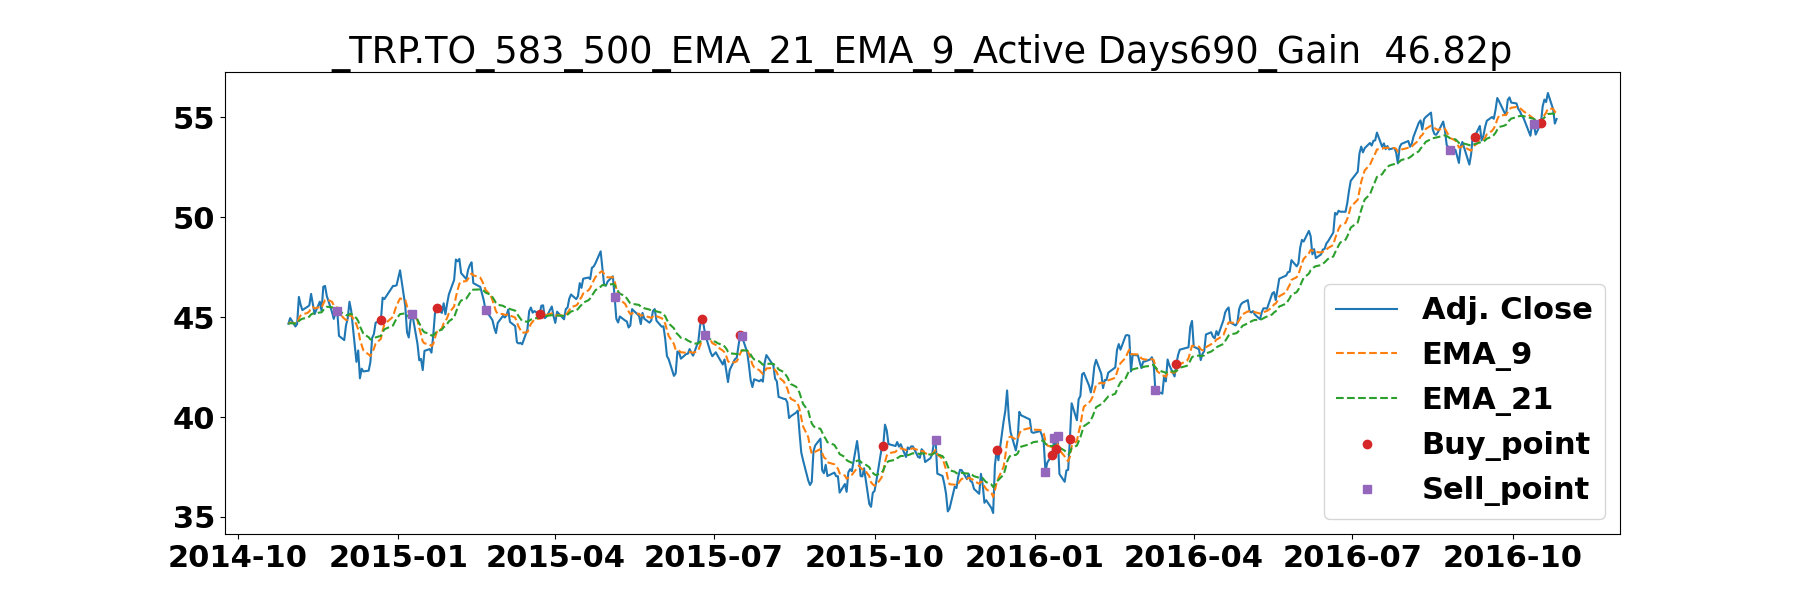 _TRP.TO_583_500_EMA_21_EMA_9_Active Days690_Gain  46.82p
55
50
45
40
35
2014-10 2015-01 2015-04 2015-07 2015-10 2016-01 2016-04 2016-07 2016-10
Adj. Close
EMA_9
EMA_21
Buy_point
Sell_point